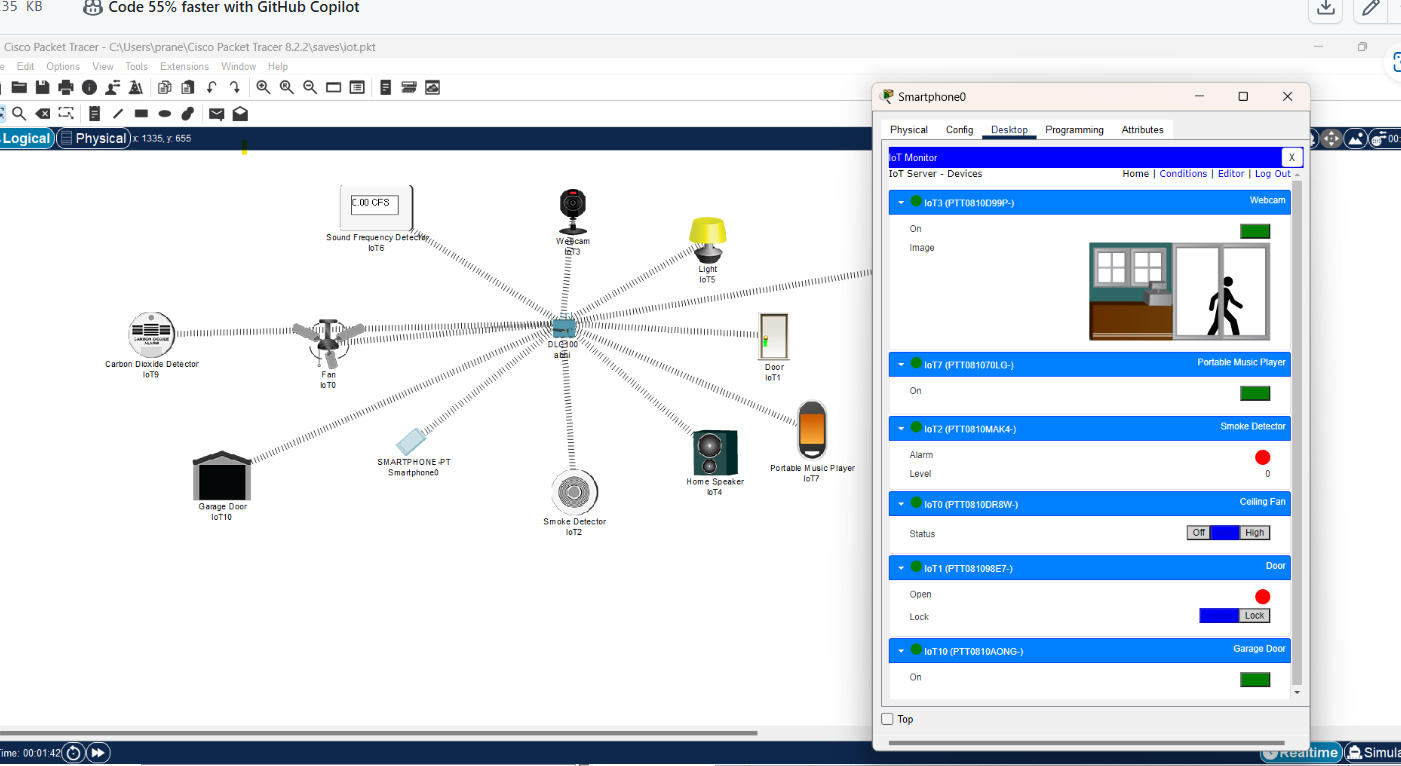 35 KB
Code 55% faster with GitHub Copilot
Cisco Packet Tracer - C:\Users\prane\Cisco Packet Tracer 8.2.2\saves\iot.pkt
Edit Options View Tools Extensions Window Help
Logical
Physical
x: 1335, y: 655
Sound Frequency Detector
IoT6
Webcam
IoT3
Light
IoT5
Carbon Dioxide Detector
IoT9
CARBON DIOXIDE
ALARM
Fan
IoT0
DLC100
abhi
Door
IoT1
SMARTPHONE-PT
Smartphone0
Portable Music Player
IoT7
Home Speaker
IoT4
Garage Door
IoT10
Smoke Detector
IoT2
Time: 00:01:42
Smartphone0
Physical Config Desktop Programming Attributes
IoT Monitor
X
IoT Server - Devices
Home | Conditions | Editor | Log Out
IoT3 (PTT0810D99P-)
Webcam
On
Image
IoT7 (PTT081070LG-)
Portable Music Player
On
IoT2 (PTT0810MAK4-)
Smoke Detector
Alarm
Level
0
IoT0 (PTT0810DR8W-)
Ceiling Fan
Status
Off
High
IoT1 (PTT081098E7-)
Door
Open
Lock
Lock
IoT10 (PTT0810AONG-)
Garage Door
On
Top
00:
Realtime
Simula